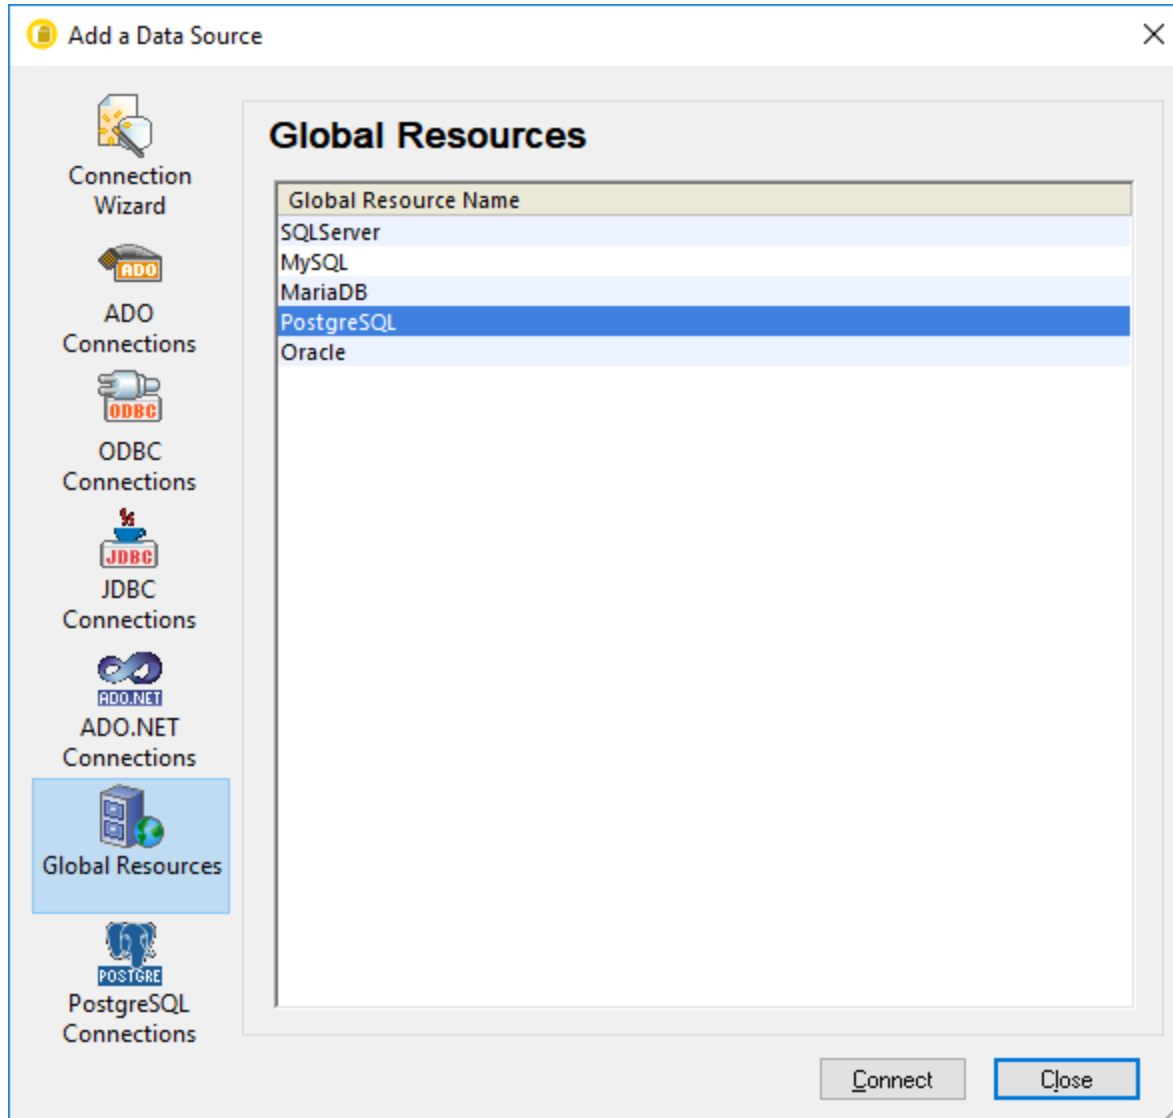 Add a Data Source
Connection
Wizard
ADO
ADO
Connections
ODBC
ODBC
Connections
JDBC
JDBC
Connections
ADO.NET
ADO.NET
Connections
Global Resources
POSTGRE
PostgreSQL
Connections
Global Resources
Global Resource Name
SQLServer
MySQL
MariaDB
PostgreSQL
Oracle
Connect
Close